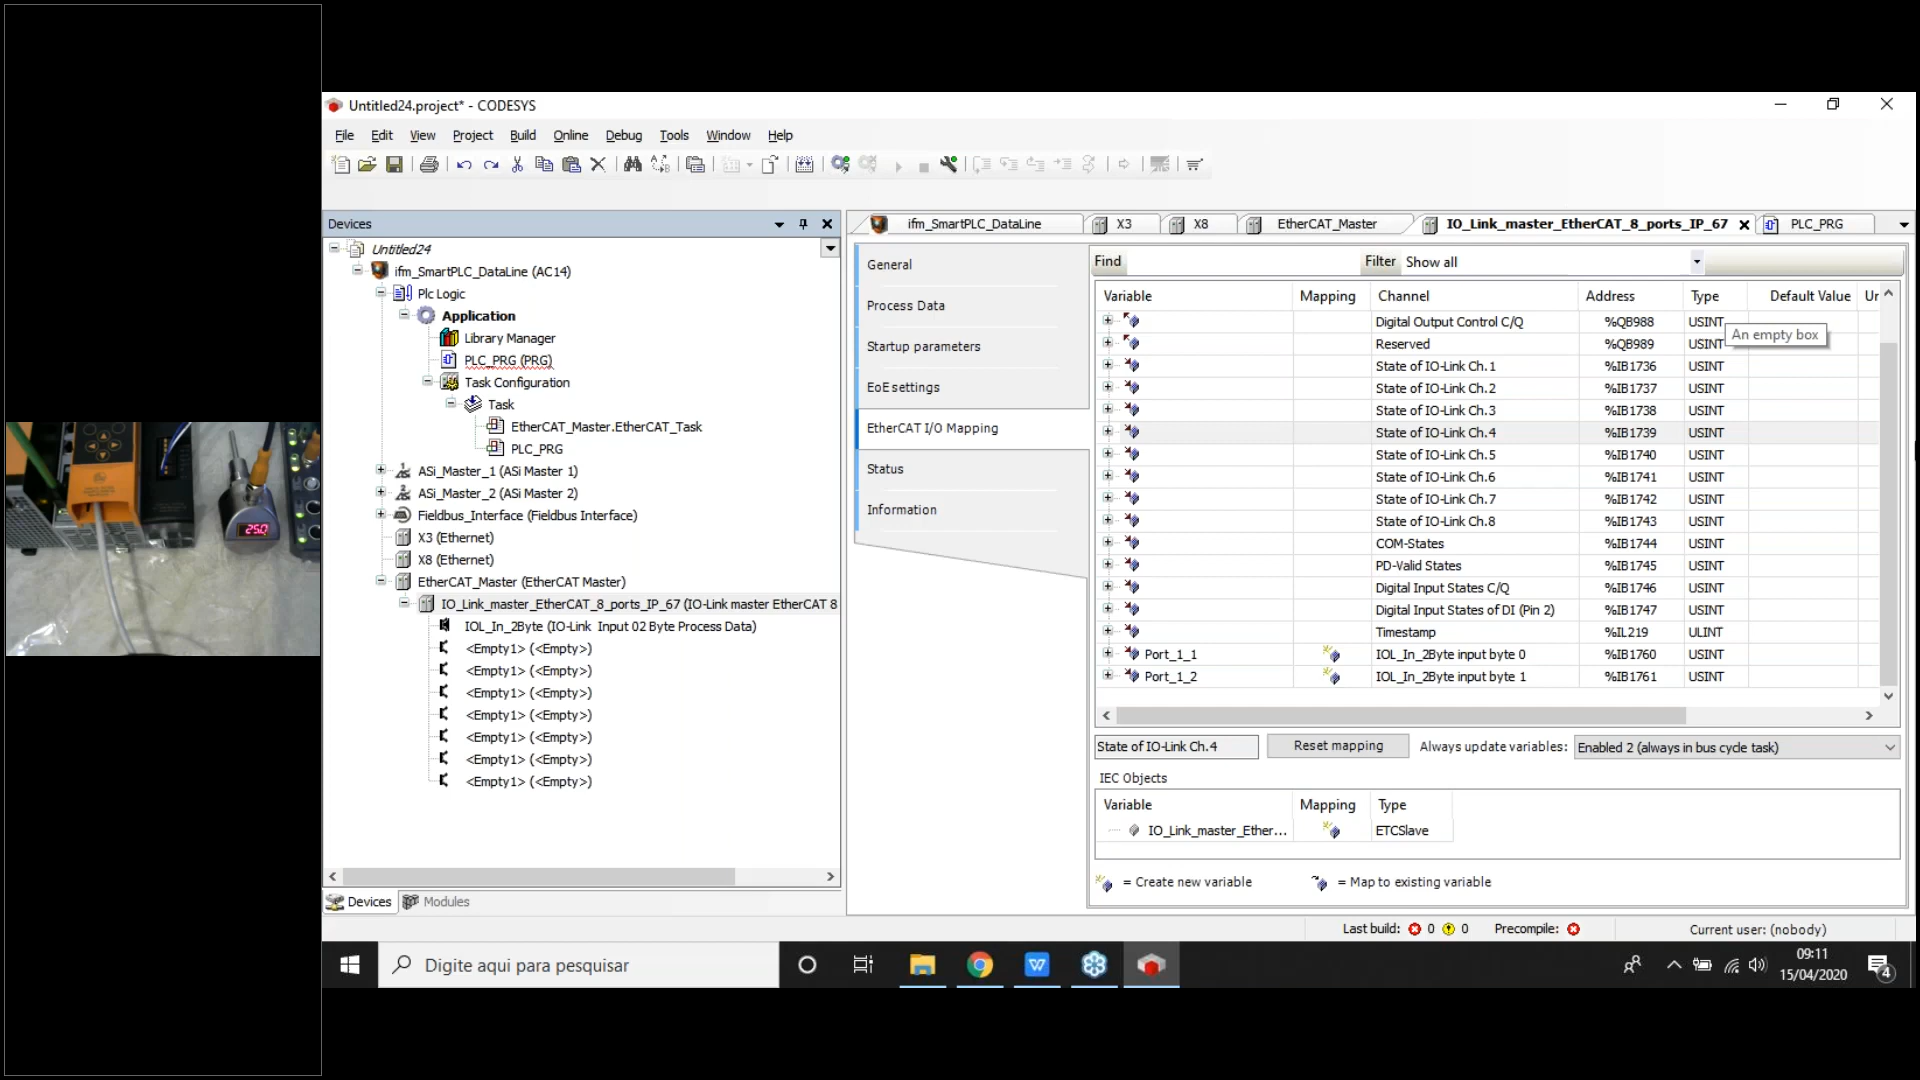 Untitled24.project* - CODESYS
File Edit View Project Build Online Debug Tools Window Help
Devices
Untitled24
ifm_SmartPLC_DataLine (AC14)
Plc Logic
Application
Library Manager
PLC_PRG (PRG)
Task Configuration
Task
EtherCAT_Master.EtherCAT_Task
PLC_PRG
ASi_Master_1 (ASi Master 1)
ASi_Master_2 (ASi Master 2)
Fieldbus_Interface (Fieldbus Interface)
X3 (Ethernet)
X8 (Ethernet)
EtherCAT_Master (EtherCAT Master)
IO_Link_master_EtherCAT_8_ports_IP_67 (IO-Link master EtherCAT 8
IOL_In_2Byte (IO-Link Input 02 Byte Process Data)
<Empty1> (<Empty>)
<Empty1> (<Empty>)
<Empty1> (<Empty>)
<Empty1> (<Empty>)
<Empty1> (<Empty>)
<Empty1> (<Empty>)
<Empty1> (<Empty>)
Devices Modules
ifm_SmartPLC_DataLine X3 X8 EtherCAT_Master IO_Link_master_EtherCAT_8_ports_IP_67 PLC_PRG
General
Process Data
Startup parameters
EoE settings
EtherCAT I/O Mapping
Status
Information
Find Filter Show all
Variable Mapping Channel Address Type Default Value Ur
Digital Output Control C/Q %QB988 USINT
An empty box
Reserved %QB989 USINT
State of IO-Link Ch.1 %IB1736 USINT
State of IO-Link Ch.2 %IB1737 USINT
State of IO-Link Ch.3 %IB1738 USINT
State of IO-Link Ch.4 %IB1739 USINT
State of IO-Link Ch.5 %IB1740 USINT
State of IO-Link Ch.6 %IB1741 USINT
State of IO-Link Ch.7 %IB1742 USINT
State of IO-Link Ch.8 %IB1743 USINT
COM-States %IB1744 USINT
PD-Valid States %IB1745 USINT
Digital Input States C/Q %IB1746 USINT
Digital Input States of DI (Pin 2) %IB1747 USINT
Timestamp %IL219 ULINT
Port_1_1 IOL_In_2Byte input byte 0 %IB1760 USINT
Port_1_2 IOL_In_2Byte input byte 1 %IB1761 USINT
State of IO-Link Ch.4 Reset mapping Always update variables: Enabled 2 (always in bus cycle task)
IEC Objects
Variable Mapping Type
IO_Link_master_Ether... ETCSlave
= Create new variable = Map to existing variable
Last build: 0 0 Precompile: Current user: (nobody)
Digite aqui para pesquisar
09:11
15/04/2020
4
25.0